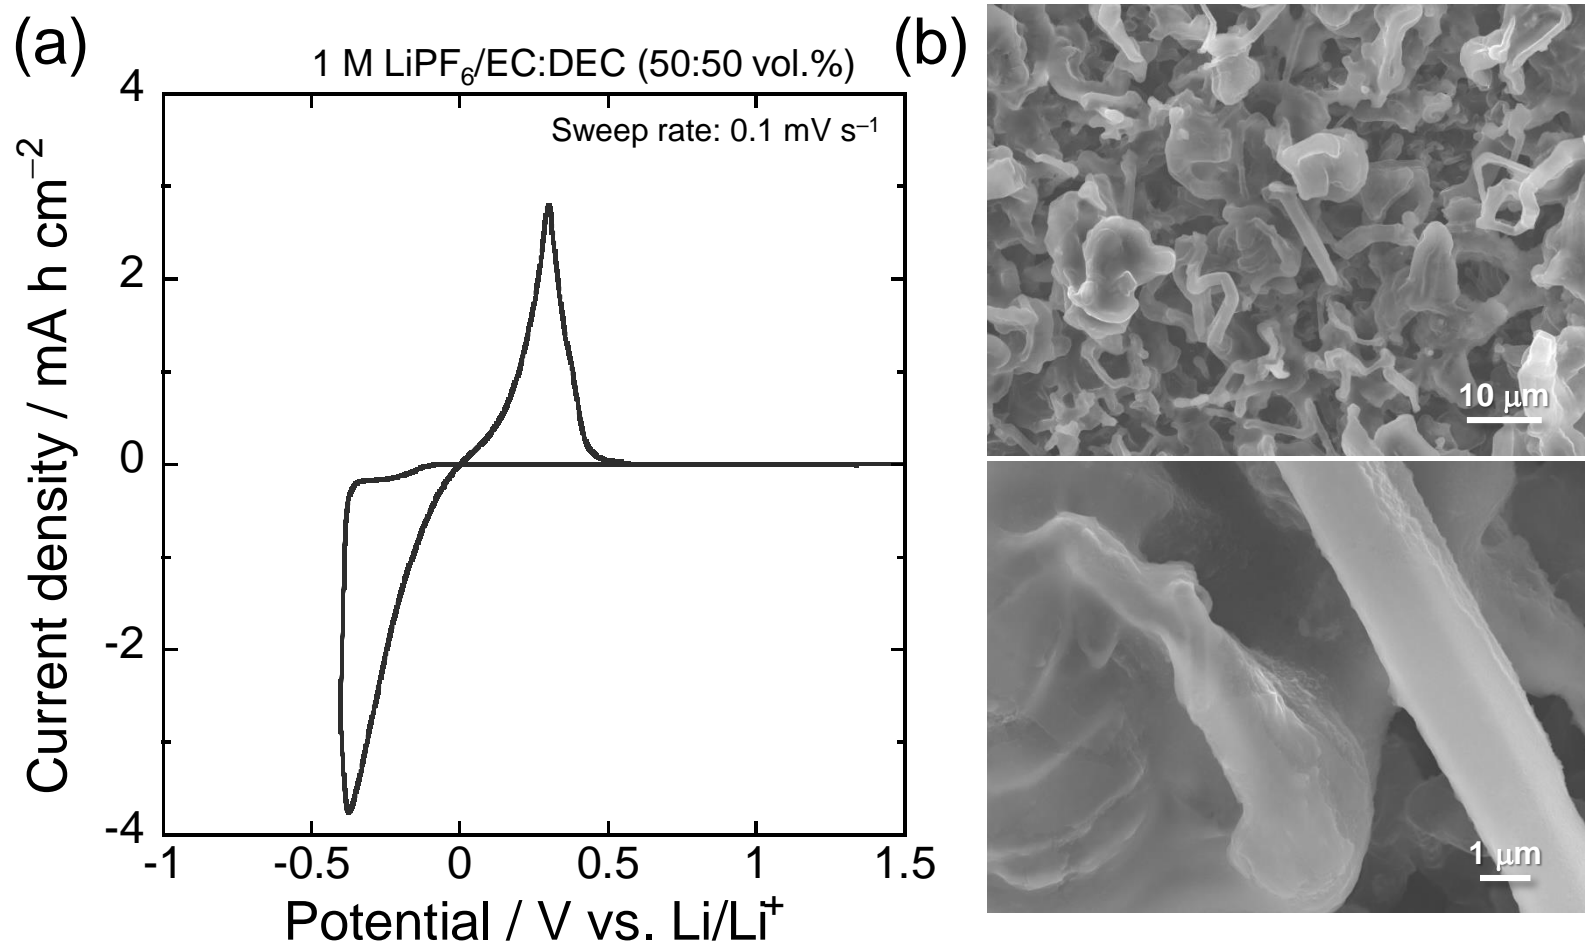 (a)
1 M LiPF₆/EC:DEC (50:50 vol.%)
Sweep rate: 0.1 mV s⁻¹
4
2
0
-2
-4
Current density / mA h cm⁻²
-1
-0.5
0
0.5
1
1.5
Potential / V vs. Li/Li⁺
(b)
10 μm
1 μm